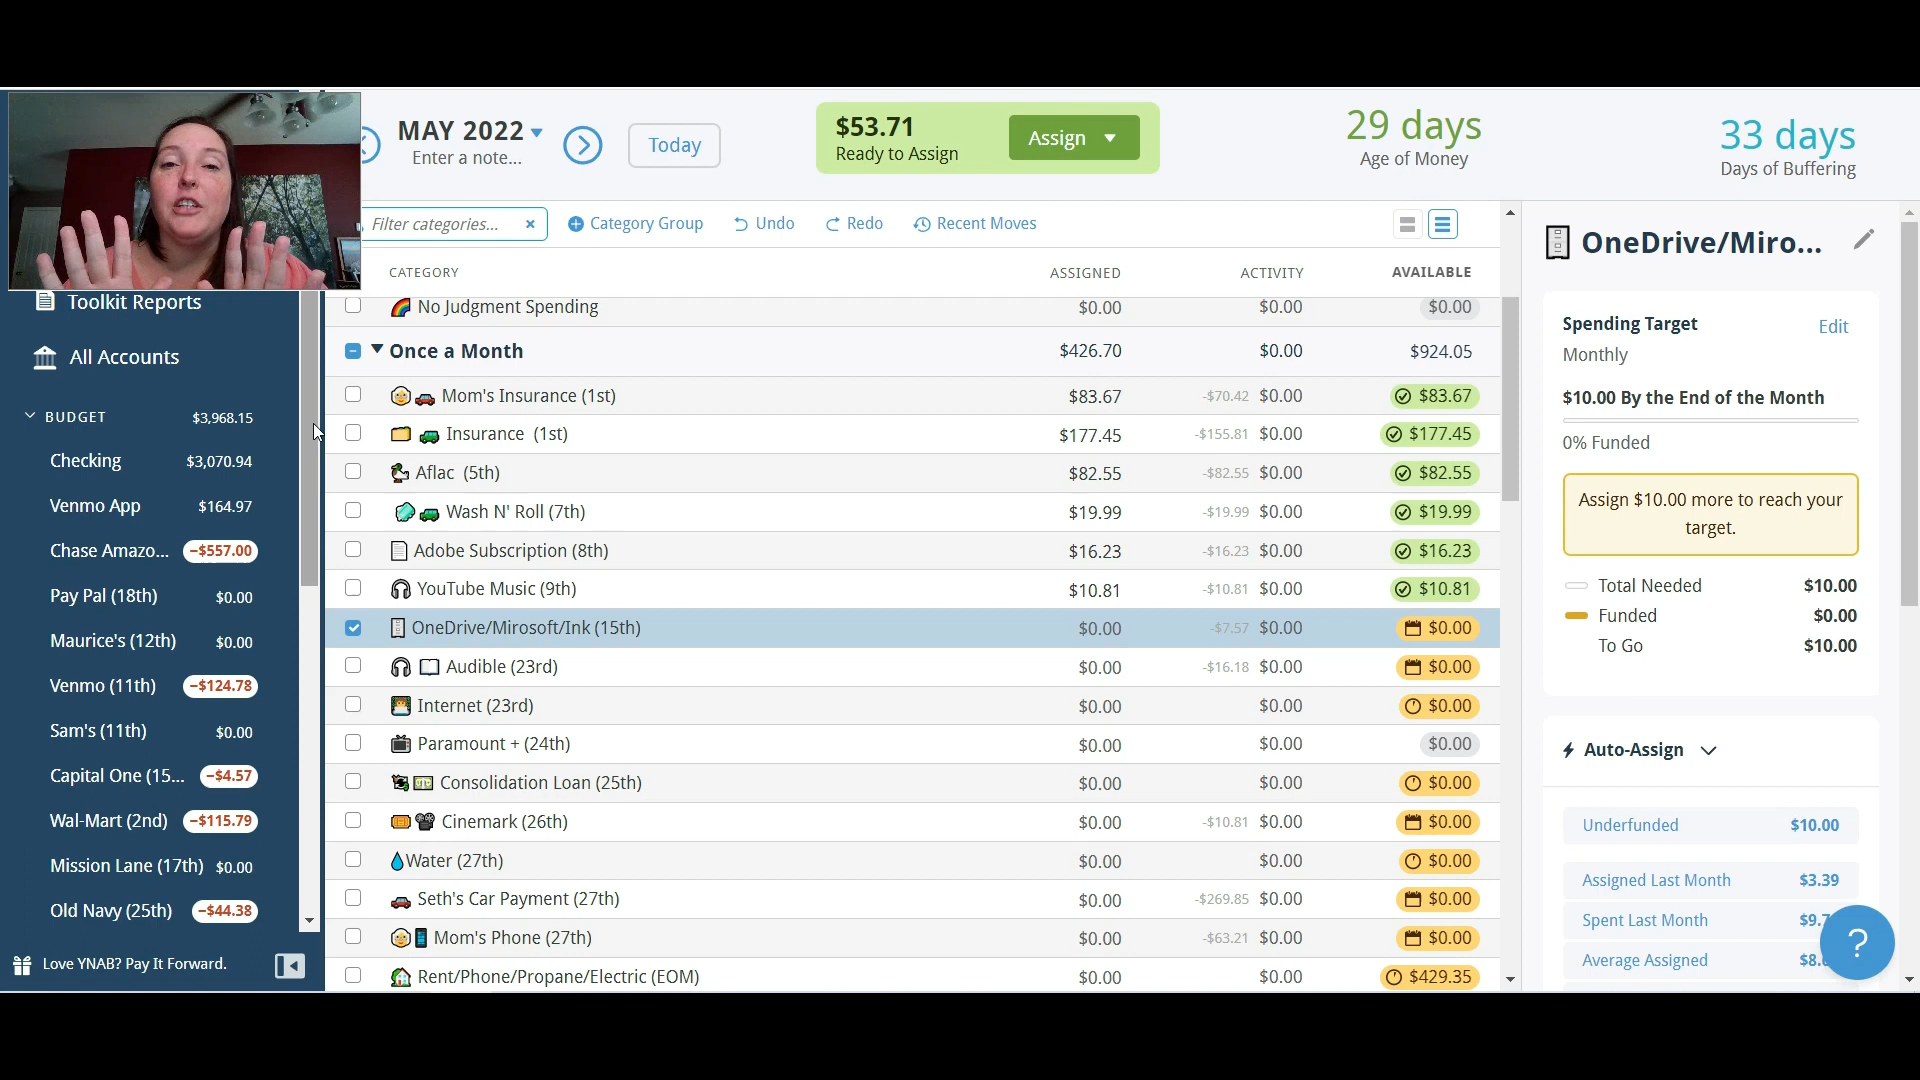 MAY 2022
Enter a note...
Today
$53.71
Ready to Assign
Assign
29 days
Age of Money
33 days
Days of Buffering
Filter categories...
Category Group
Undo
Redo
Recent Moves
Toolkit Reports
All Accounts
BUDGET $3,968.15
Checking $3,070.94
Venmo App $164.97
Chase Amazo... -$557.00
Pay Pal (18th) $0.00
Maurice's (12th) $0.00
Venmo (11th) -$124.78
Sam's (11th) $0.00
Capital One (15... -$4.57
Wal-Mart (2nd) -$115.79
Mission Lane (17th) $0.00
Old Navy (25th) -$44.38
Love YNAB? Pay It Forward.
CATEGORY ASSIGNED ACTIVITY AVAILABLE
No Judgment Spending $0.00 $0.00 $0.00
Once a Month $426.70 $0.00 $924.05
Mom's Insurance (1st) $83.67 -$70.42 $0.00 $83.67
Insurance (1st) $177.45 -$155.81 $0.00 $177.45
Aflac (5th) $82.55 -$82.55 $0.00 $82.55
Wash N' Roll (7th) $19.99 -$19.99 $0.00 $19.99
Adobe Subscription (8th) $16.23 -$16.23 $0.00 $16.23
YouTube Music (9th) $10.81 -$10.81 $0.00 $10.81
OneDrive/Mirosoft/Ink (15th) $0.00 -$7.57 $0.00 $0.00
Audible (23rd) $0.00 -$16.18 $0.00 $0.00
Internet (23rd) $0.00 $0.00 $0.00
Paramount + (24th) $0.00 $0.00 $0.00
Consolidation Loan (25th) $0.00 $0.00 $0.00
Cinemark (26th) $0.00 -$10.81 $0.00 $0.00
Water (27th) $0.00 $0.00 $0.00
Seth's Car Payment (27th) $0.00 -$269.85 $0.00 $0.00
Mom's Phone (27th) $0.00 -$63.21 $0.00 $0.00
Rent/Phone/Propane/Electric (EOM) $0.00 $0.00 $429.35
OneDrive/Miro...
Spending Target Edit
Monthly
$10.00 By the End of the Month
0% Funded
Assign $10.00 more to reach your
target.
Total Needed $10.00
Funded $0.00
To Go $10.00
Auto-Assign
Underfunded $10.00
Assigned Last Month $3.39
Spent Last Month
Average Assigned
?